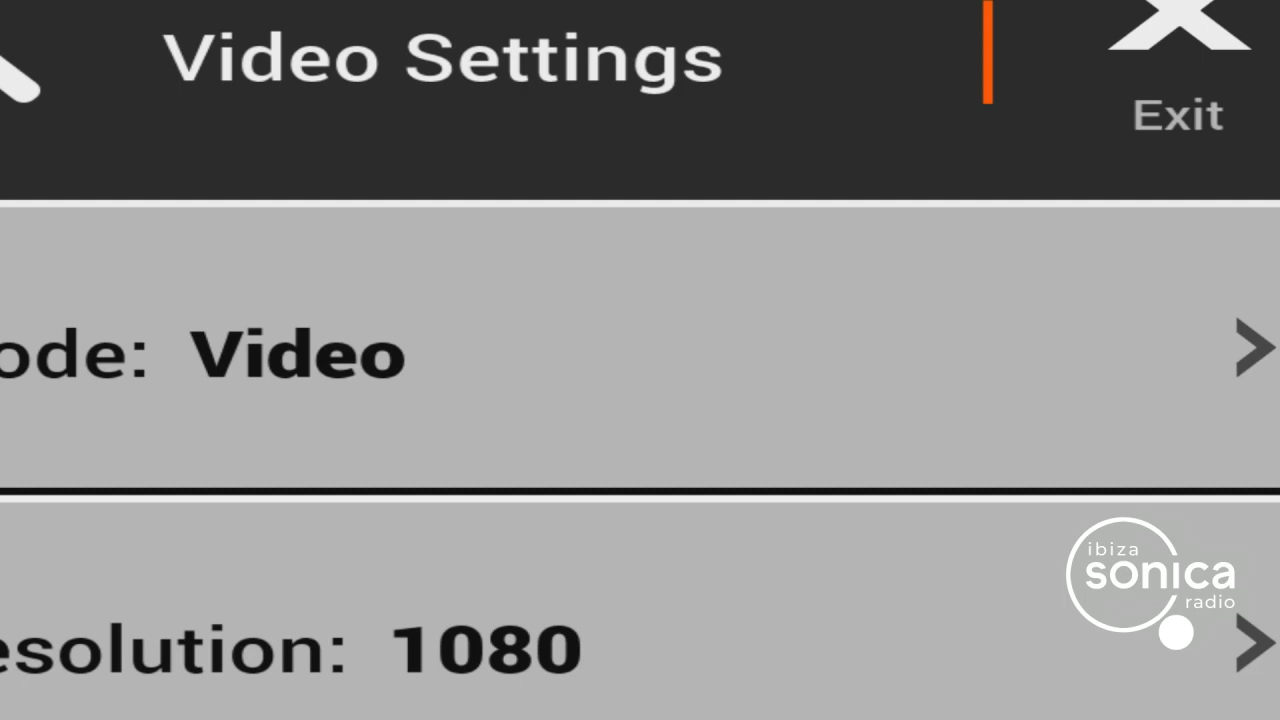 Video Settings
Exit
ode: Video
esolution: 1080
ibiza
sonica
radio